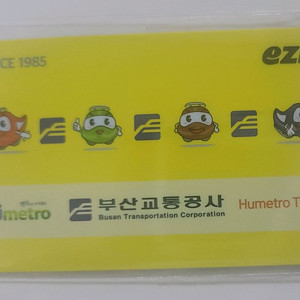 CE 1985
ez
metro
부산교통공사
Busan Transportation Corporation
Humetro T